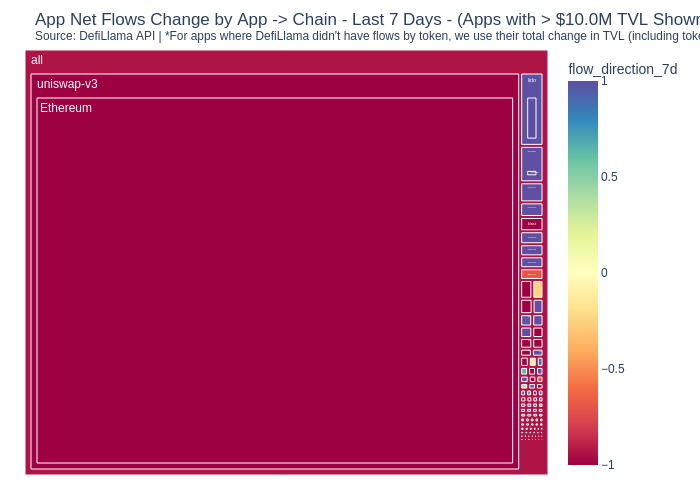 App Net Flows Change by App -> Chain - Last 7 Days - (Apps with > $10.0M TVL Shown
Source: DefiLlama API | *For apps where DefiLlama didn't have flows by token, we use their total change in TVL (including toke
all
uniswap-v3
Ethereum
lido
flow_direction_7d
1
0.5
0
−0.5
−1